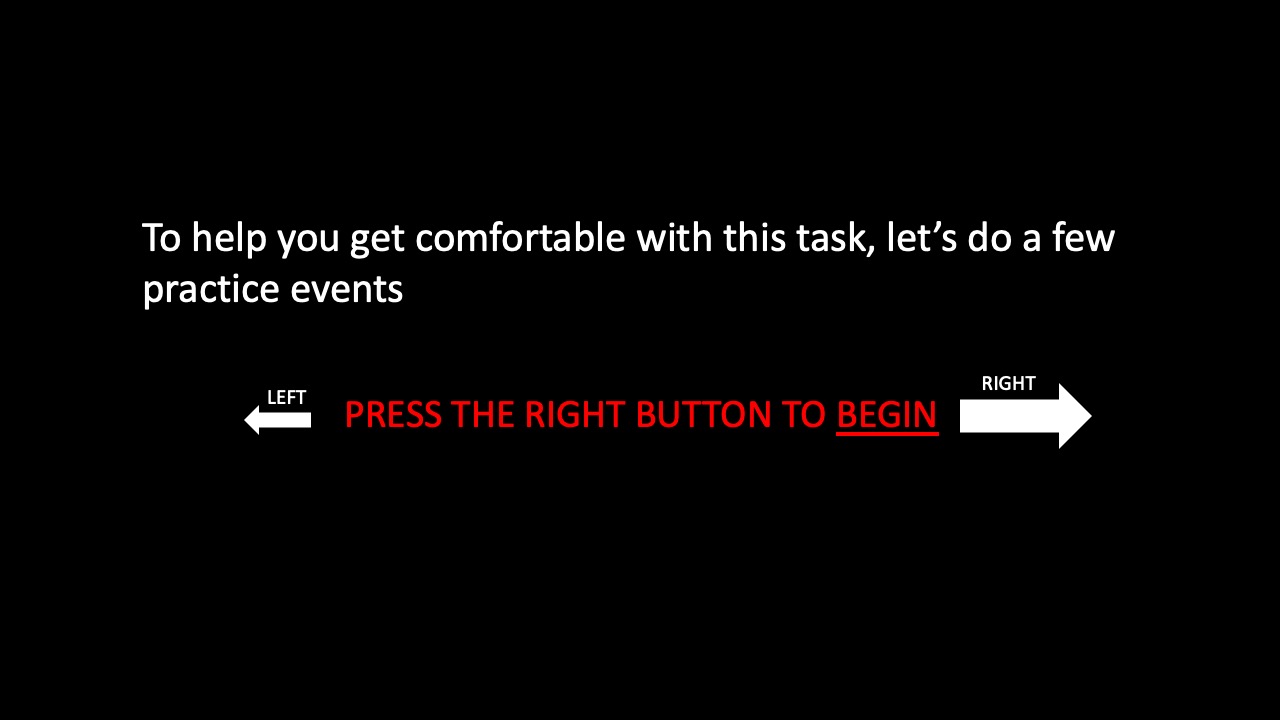 To help you get comfortable with this task, let’s do a few
practice events
LEFT
PRESS THE RIGHT BUTTON TO BEGIN
RIGHT